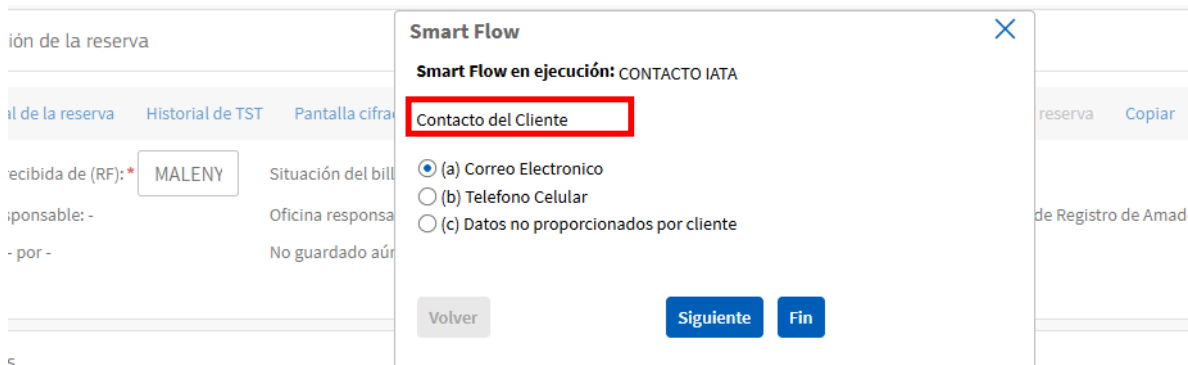 ión de la reserva
Smart Flow
Smart Flow en ejecución: CONTACTO IATA
al de la reserva Historial de TST Pantalla cifra
Contacto del Cliente
reserva Copiar
recibida de (RF):* MALENY Situación del bill
(a) Correo Electronico
(b) Telefono Celular
sponsable: - Oficina responsa
(c) Datos no proporcionados por cliente
de Registro de Amad
- por - No guardado aún
Volver Siguiente Fin
s